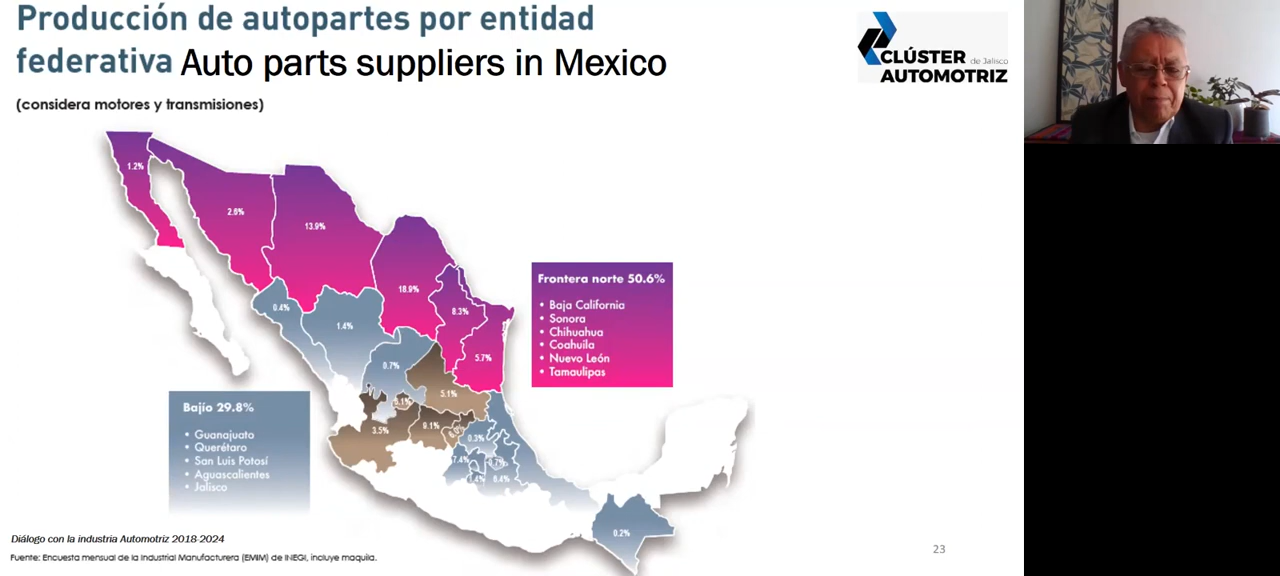 Producción de autopartes por entidad
federativa Auto parts suppliers in Mexico
(considera motores y transmisiones)
CLÚSTER de Jalisco
AUTOMOTRIZ
1.2%
2.6%
13.9%
18.9%
8.3%
5.7%
0.4%
1.4%
0.7%
5.1%
3.5%
9.1%
0.3%
7.4%
6.4%
0.2%
Frontera norte 50.6%
• Baja California
• Sonora
• Chihuahua
• Coahuila
• Nuevo León
• Tamaulipas
Bajío 29.8%
• Guanajuato
• Querétaro
• San Luis Potosí
• Aguascalientes
• Jalisco
Diálogo con la industria Automotriz 2018-2024
Fuente: Encuesta mensual de la Industrial Manufacturera (EMIM) de INEGI, incluye maquila.
23